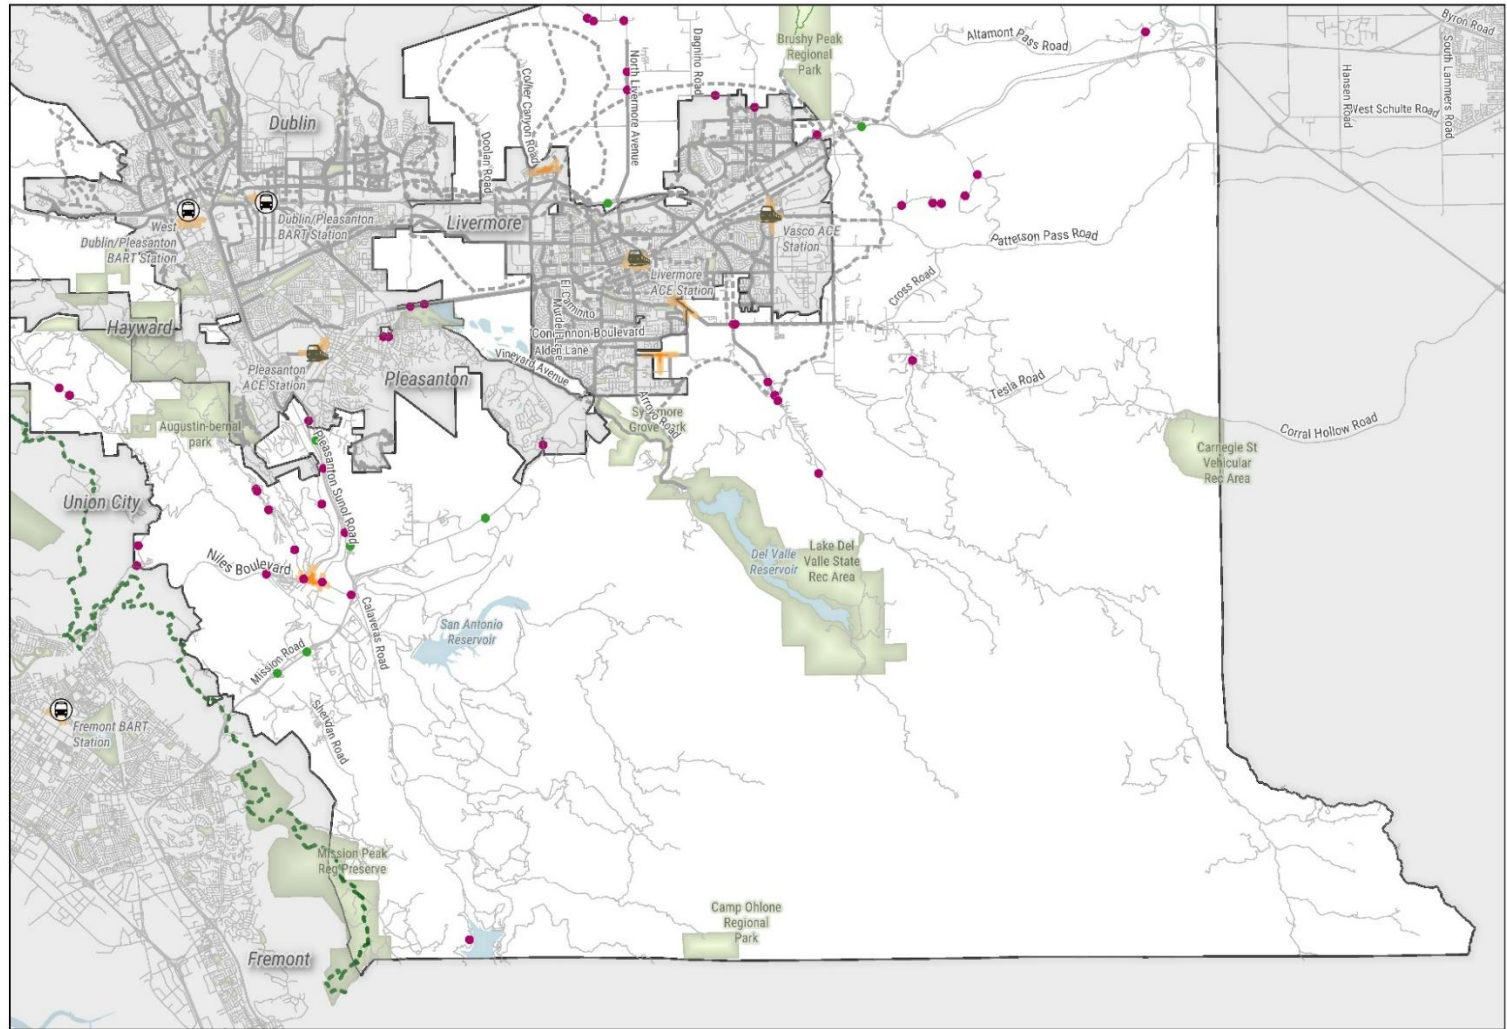 Byron Road
Altamont Pass Road
South Lammers Road
Hansen Road
West Schulte Road
Brushy Peak
Regional
Park
Dagnino Road
North Livermore Avenue
Collier Canyon Road
Doolan Road
Dublin
Dublin/Pleasanton
BART Station
West
Dublin/Pleasanton
BART Station
Livermore
Vasco ACE
Station
Patterson Pass Road
Livermore
ACE Station
Cross Road
El Caminito
Murdell Lane
Concannon Boulevard
Alden Lane
Vineyard Avenue
Hayward
Pleasanton
ACE Station
Pleasanton
Tesla Road
Arroyo Road
Sycamore
Grove Park
Augustin-bernal
park
Corral Hollow Road
Carnegie St
Vehicular
Rec Area
Pleasanton Sunol Road
Union City
Niles Boulevard
Del Valle
Reservoir
Lake Del
Valle State
Rec Area
San Antonio
Reservoir
Calaveras Road
Mission Road
Sheridan Road
Fremont BART
Station
Mission Peak
Reg Preserve
Camp Ohlone
Regional
Park
Fremont